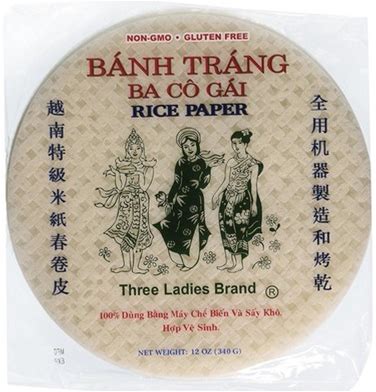 NON-GMO • GLUTEN FREE
BÁNH TRÁNG
BA CÔ GÁI
RICE PAPER
越南特級米紙春卷皮
全用机器製造和烤乾
Three Ladies Brand ®
100% Dùng Bằng Máy Chế Biến Và Sấy Khô,
Hợp Vệ Sinh.
NET WEIGHT: 12 OZ (340 G)